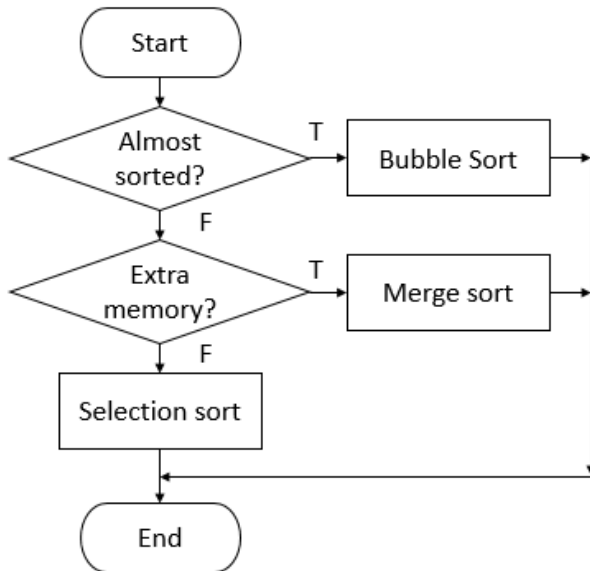 Start
Almost
sorted?
T
Bubble Sort
F
Extra
memory?
T
Merge sort
F
Selection sort
End